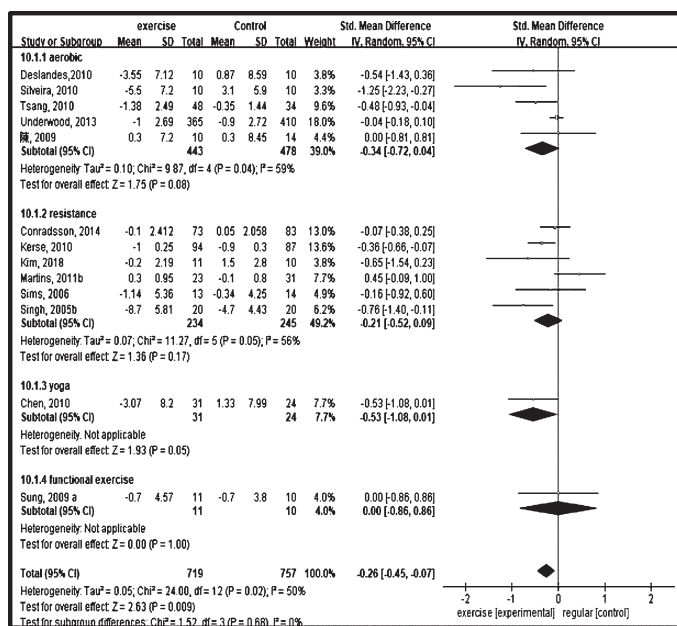 exercise Control Std. Mean Difference Std. Mean Difference
Study or Subgroup Mean SD Total Mean SD Total Weight IV, Random, 95% CI IV, Random, 95% CI
10.1.1 aerobic
Deslandes,2010 -3.55 7.12 10 0.87 8.59 10 3.8% -0.54 [-1.43, 0.36]
Silveira, 2010 -5.5 7.2 10 3.1 5.9 10 3.3% -1.25 [-2.23, -0.27]
Tsang, 2010 -1.38 2.49 48 -0.35 1.44 34 9.7% -0.48 [-0.93, -0.04]
Underwood, 2013 -1 2.69 365 -0.9 2.72 410 18.0% -0.04 [-0.18, 0.10]
陳, 2009 0.3 7.2 10 0.3 8.45 14 4.3% 0.00 [-0.81, 0.81]
Subtotal (95% CI) 443 478 39.0% -0.34 [-0.72, 0.04]
Heterogeneity: Tau² = 0.10; Chi² = 9.87, df = 4 (P = 0.04); I² = 59%
Test for overall effect: Z = 1.75 (P = 0.08)
10.1.2 resistance
Conradsson, 2014 -0.1 2.412 73 0.05 2.058 83 13.0% -0.07 [-0.38, 0.25]
Kerse, 2010 -1 0.25 94 -0.9 0.3 87 13.7% -0.36 [-0.66, -0.07]
Kim, 2018 -0.2 2.19 11 1.5 2.8 10 3.8% -0.65 [-1.54, 0.23]
Martins, 2011b 0.3 0.95 23 -0.1 0.8 31 7.7% 0.45 [-0.09, 1.00]
Sims, 2006 -1.14 5.36 13 -0.34 4.25 14 4.9% -0.16 [-0.92, 0.60]
Singh, 2005b -8.7 5.81 20 -4.7 4.43 20 6.2% -0.76 [-1.40, -0.11]
Subtotal (95% CI) 234 245 49.2% -0.21 [-0.52, 0.09]
Heterogeneity: Tau² = 0.07; Chi² = 11.27, df = 5 (P = 0.05); I² = 56%
Test for overall effect: Z = 1.36 (P = 0.17)
10.1.3 yoga
Chen, 2010 -3.07 8.2 31 1.33 7.99 24 7.7% -0.53 [-1.08, 0.01]
Subtotal (95% CI) 31 24 7.7% -0.53 [-1.08, 0.01]
Heterogeneity: Not applicable
Test for overall effect: Z = 1.93 (P = 0.05)
10.1.4 functional exercise
Sung, 2009 a -0.7 4.57 11 -0.7 3.8 10 4.0% 0.00 [-0.86, 0.86]
Subtotal (95% CI) 11 10 4.0% 0.00 [-0.86, 0.86]
Heterogeneity: Not applicable
Test for overall effect: Z = 0.00 (P = 1.00)
Total (95% CI) 719 757 100.0% -0.26 [-0.45, -0.07]
Heterogeneity: Tau² = 0.05; Chi² = 24.00, df = 12 (P = 0.02); I² = 50%
Test for overall effect: Z = 2.63 (P = 0.009)
Test for subgroup differences: Chi² = 1.52, df = 3 (P = 0.68), I² = 0%
-2 -1 0 1 2
exercise [experimental] regular [control]